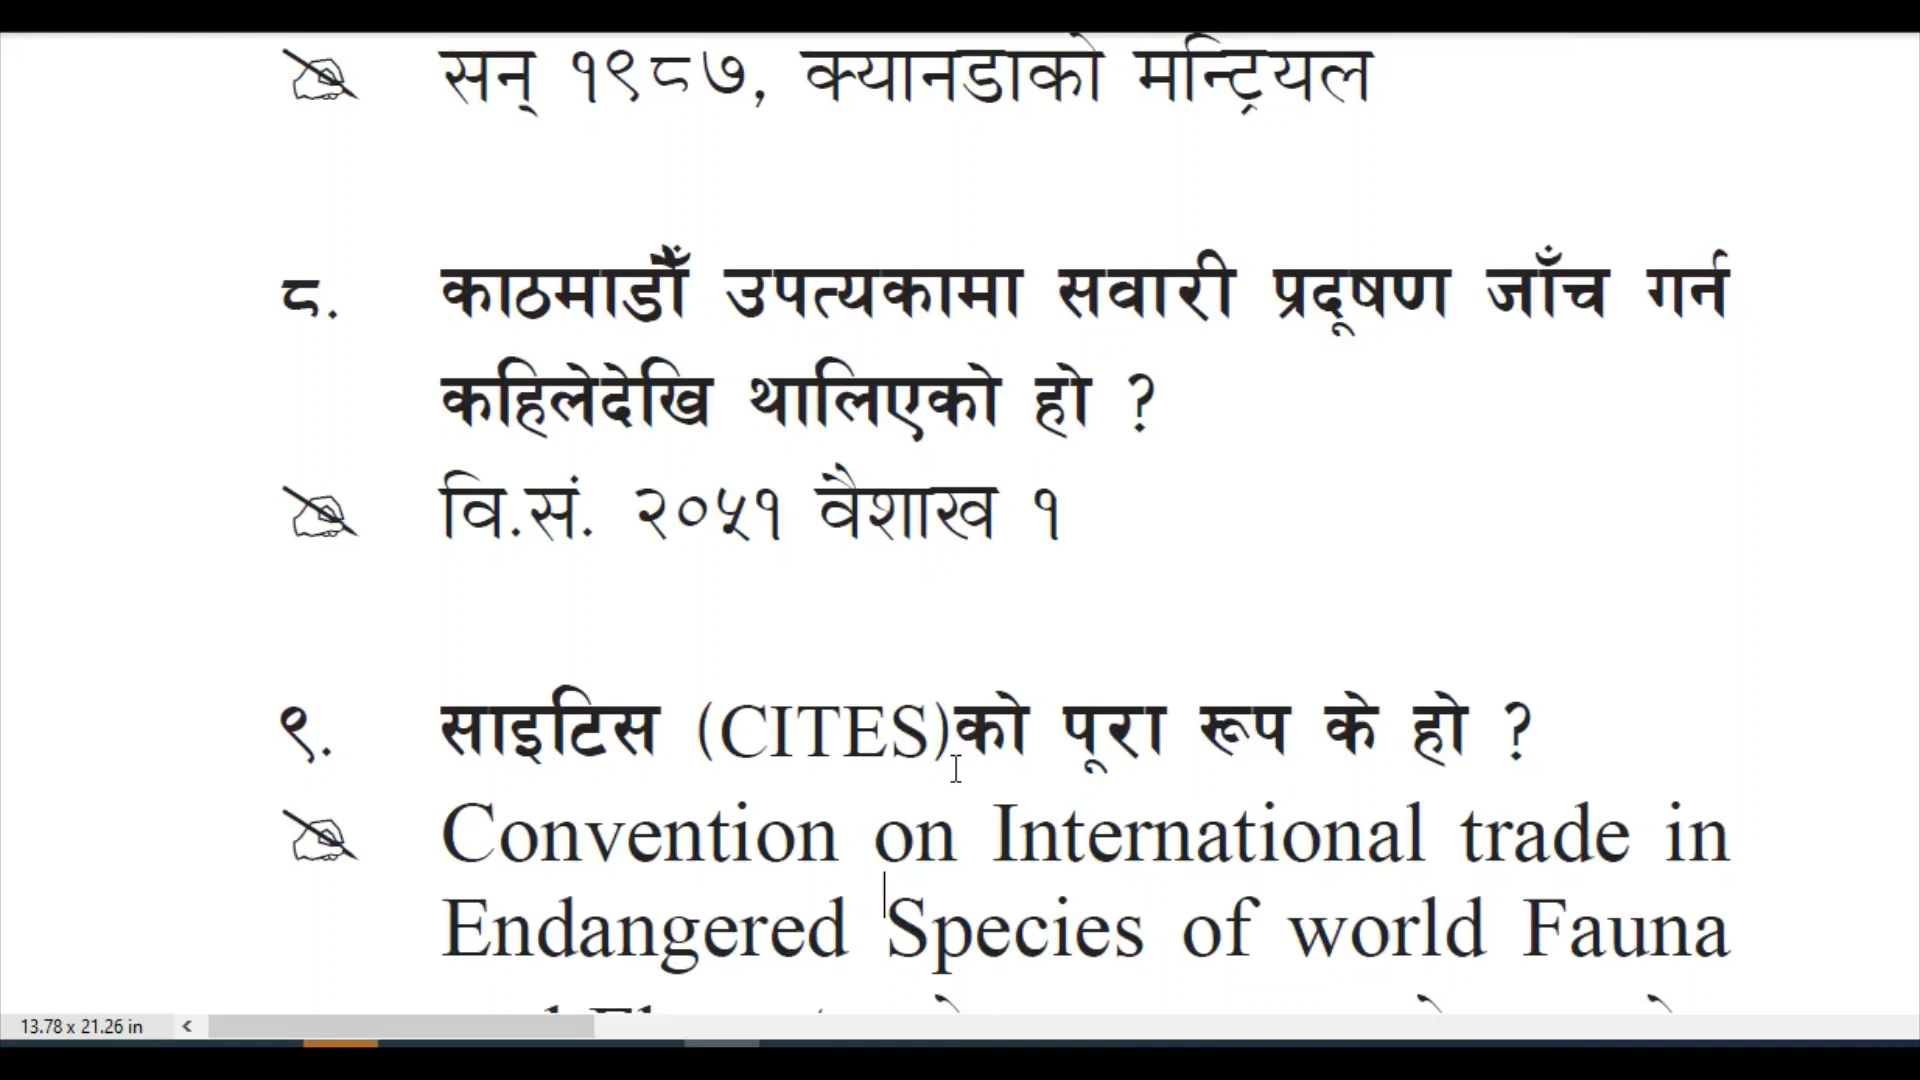 सन् १९८७, क्यानडाको मन्ट्रियल
८. काठमाडौँ उपत्यकामा सवारी प्रदूषण जाँच गर्न
कहिलेदेखि थालिएको हो ?
वि.सं. २०५१ वैशाख १
९. साइटिस (CITES)को पूरा रूप के हो ?
Convention on International trade in
Endangered Species of world Fauna
13.78 x 21.26 in